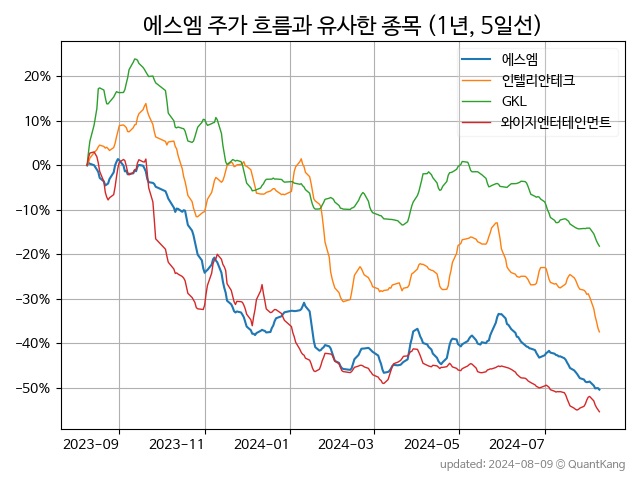 에스엠 주가 흐름과 유사한 종목 (1년, 5일선)
에스엠
인텔리안테크
GKL
와이지엔터테인먼트
20%
10%
0%
−10%
−20%
−30%
−40%
−50%
2023-09 2023-11 2024-01 2024-03 2024-05 2024-07
updated: 2024-08-09 © QuantKang